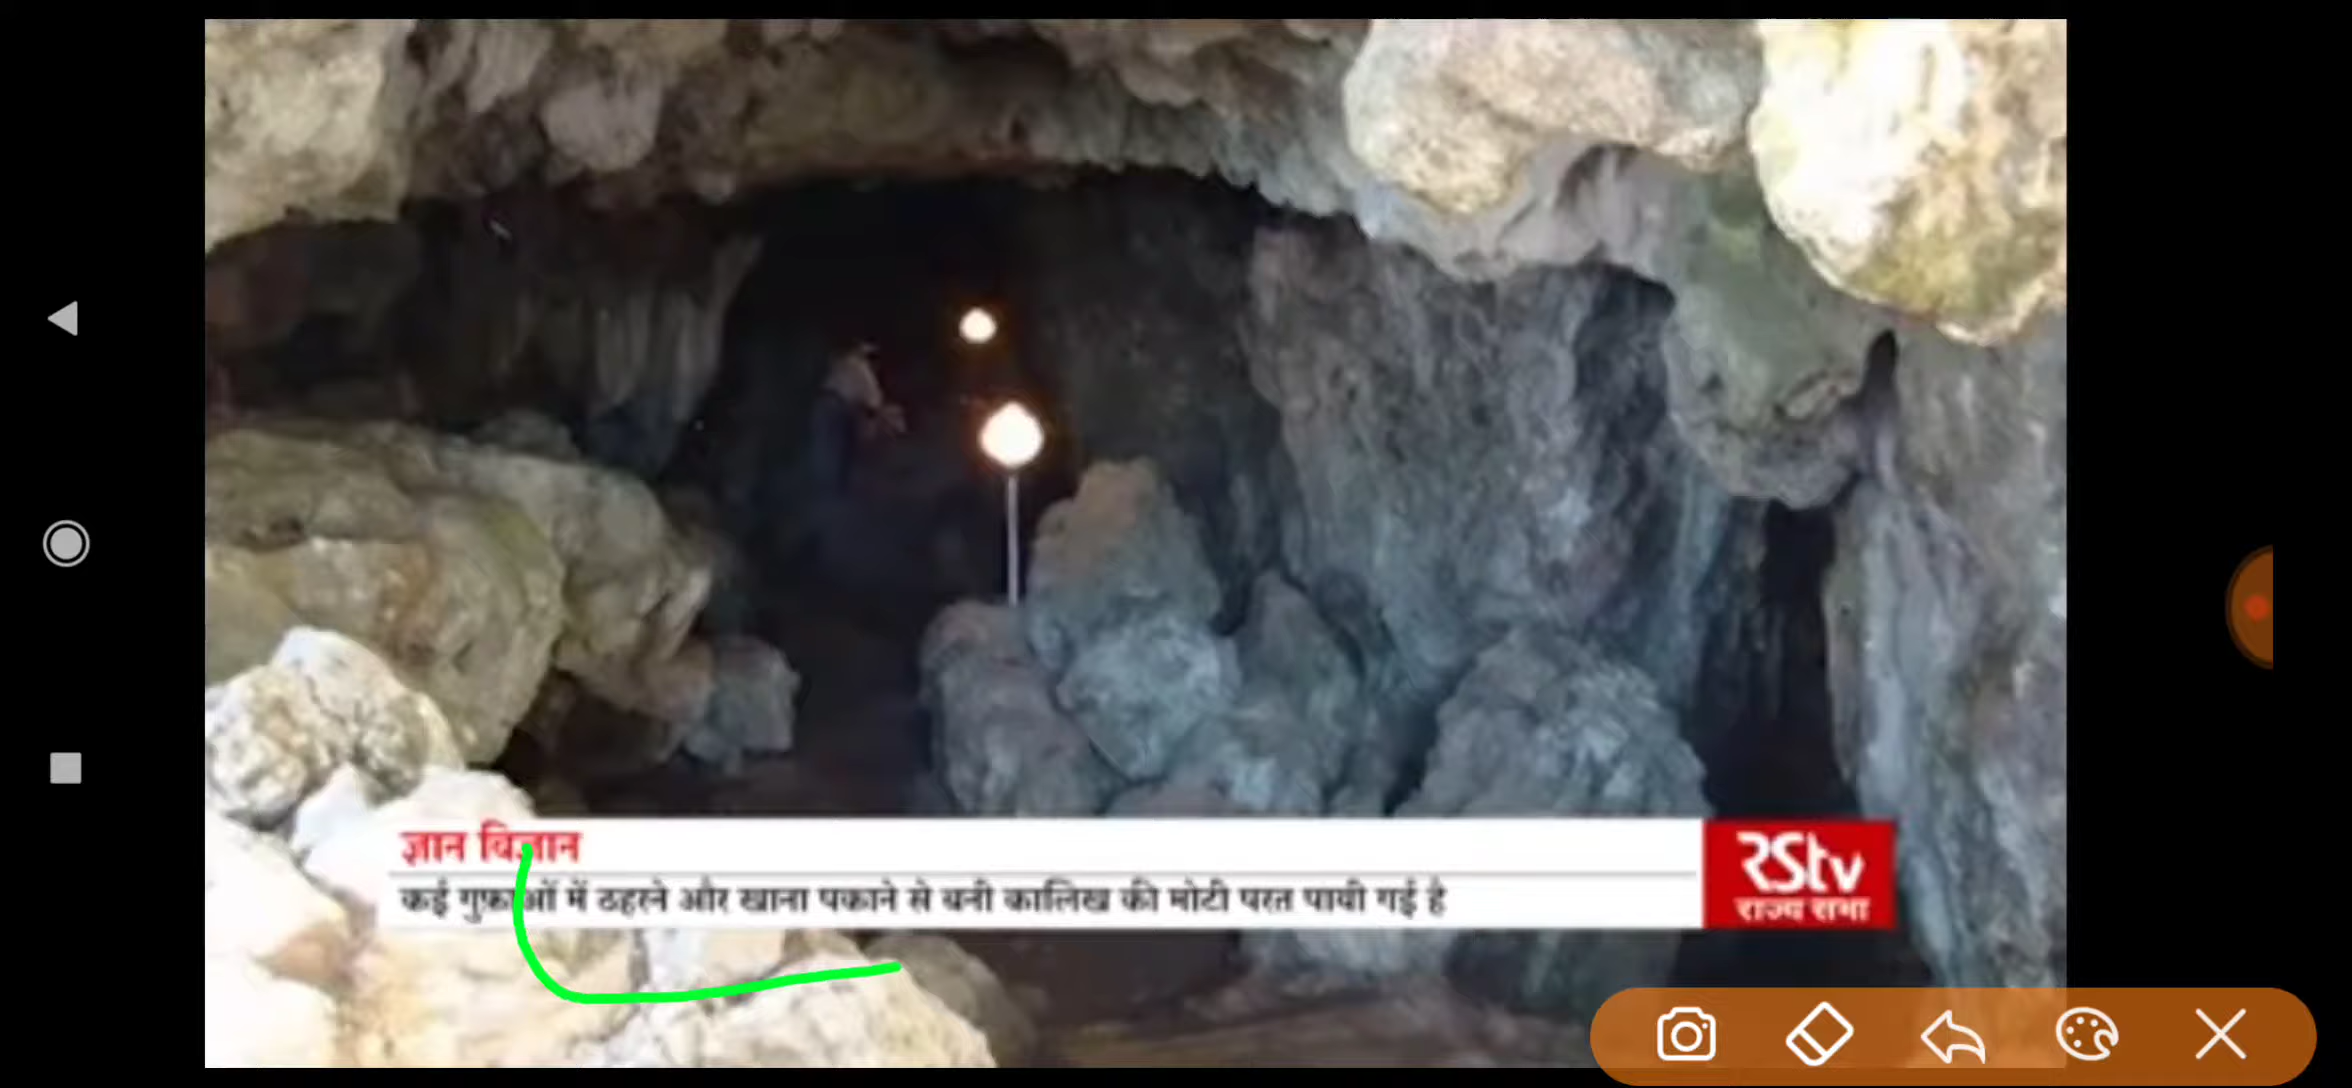 ज्ञान विज्ञान
कई गुफ़ाओं में ठहरने और खाना पकाने से बनी कालिख की मोटी परत पायी गई है
RStv
राज्य सभा